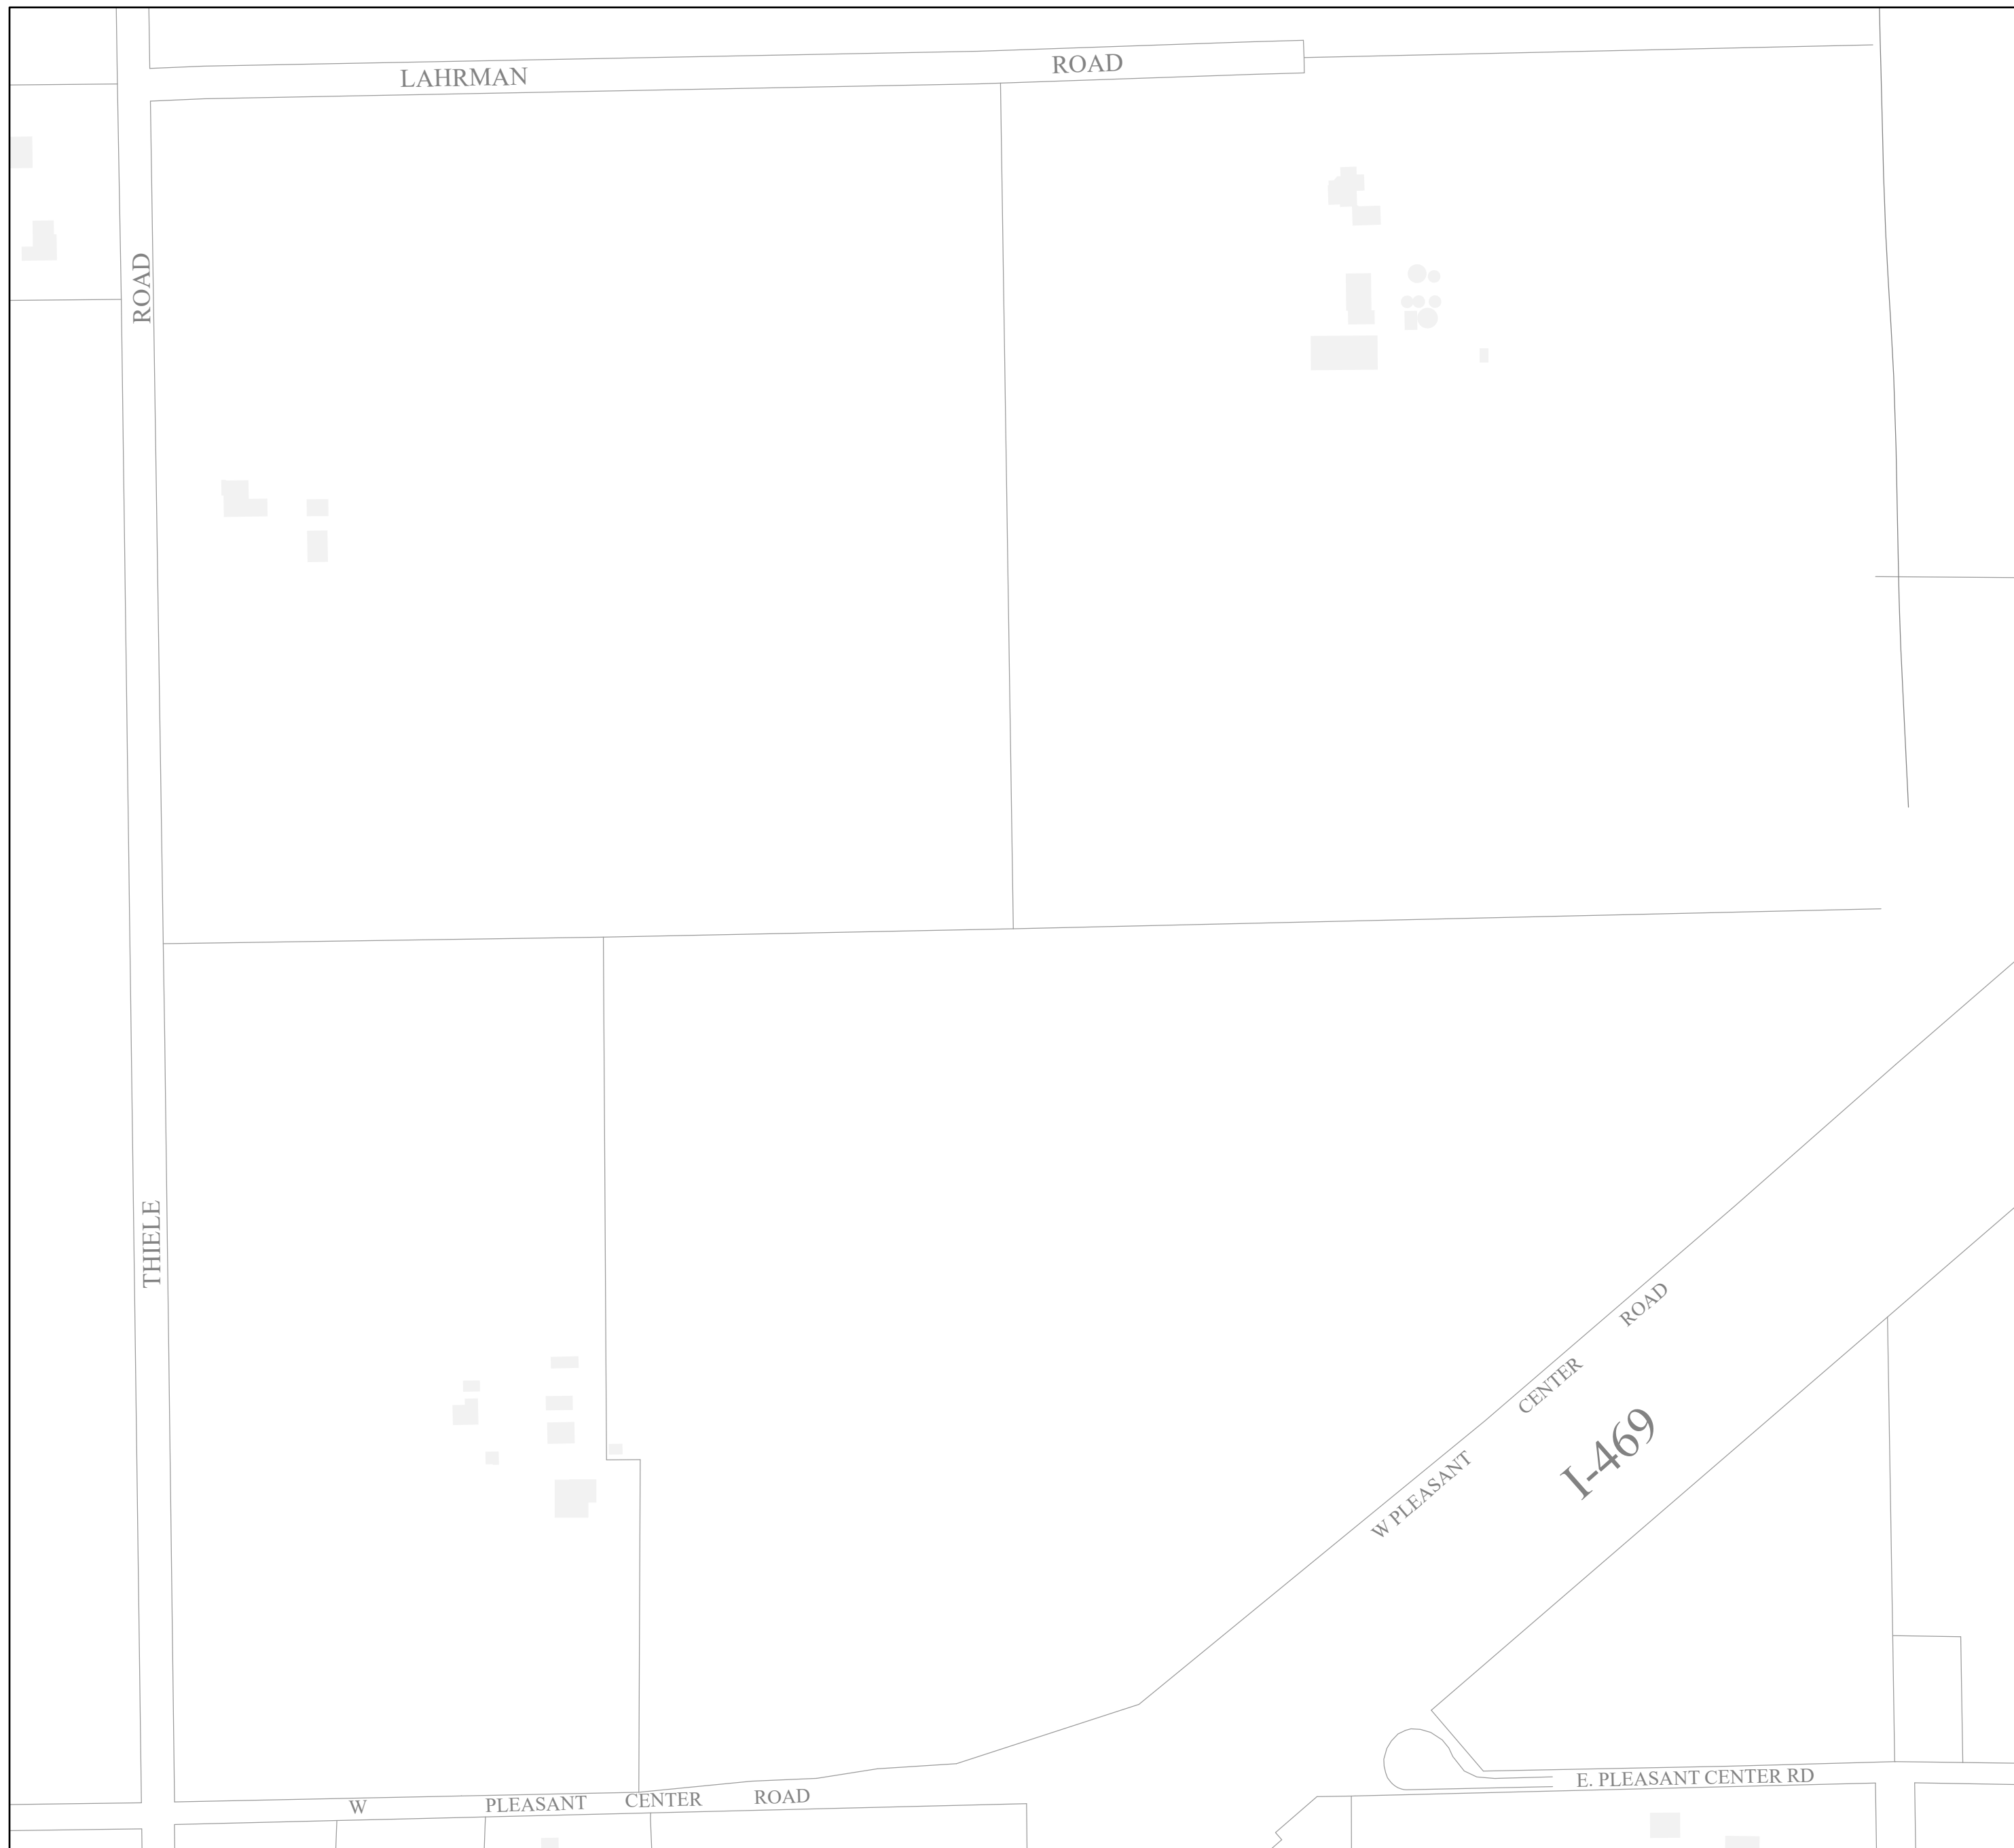 LAHRMAN ROAD
ROAD
THIELE
W PLEASANT CENTER ROAD
I-469
W PLEASANT CENTER ROAD
E. PLEASANT CENTER RD